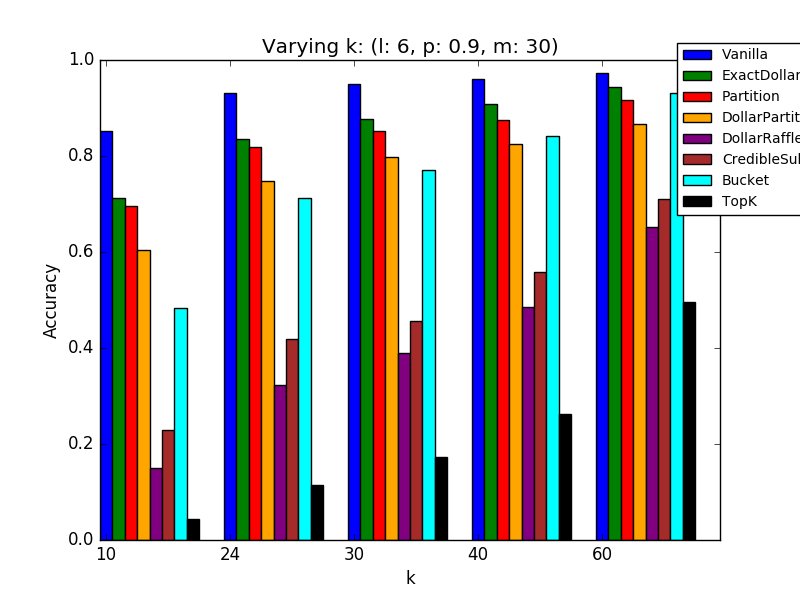 Varying k: (l: 6, p: 0.9, m: 30)
Vanilla
ExactDollar
Partition
DollarPartit
DollarRaffle
CredibleSu
Bucket
TopK
1.0
0.8
0.6
0.4
0.2
0.0
Accuracy
10 24 30 40 60
k